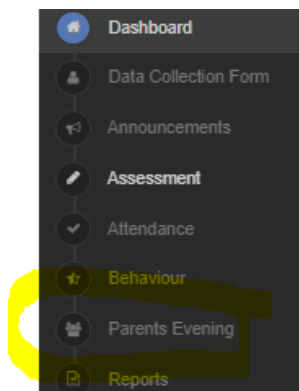 Dashboard
Data Collection Form
Announcements
Assessment
Attendance
Behaviour
Parents Evening
Reports